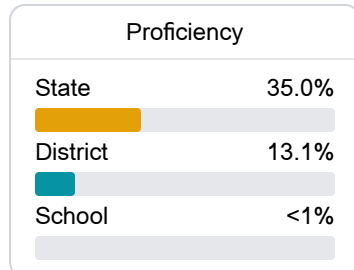 Proficiency
State 35.0%
District 13.1%
School <1%